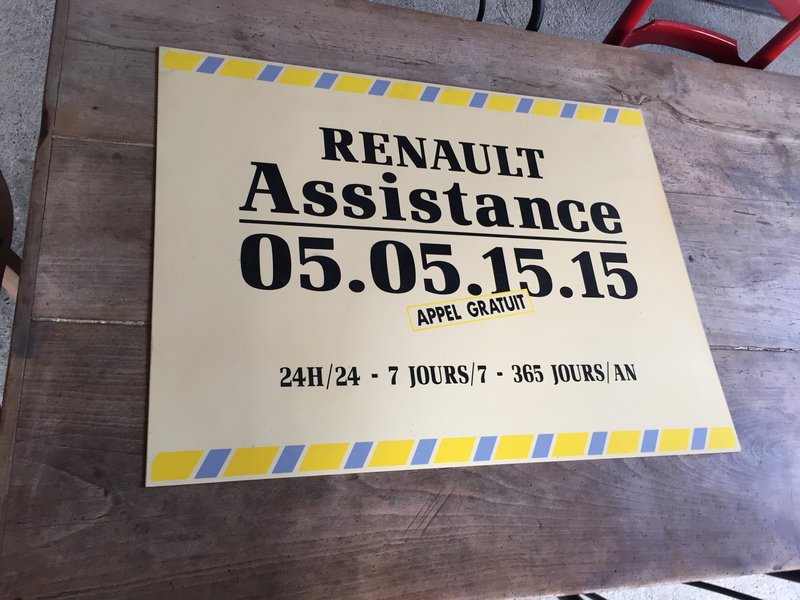 RENAULT
Assistance
05.05.15.15
APPEL GRATUIT
24H/24 - 7 JOURS/7 - 365 JOURS/AN